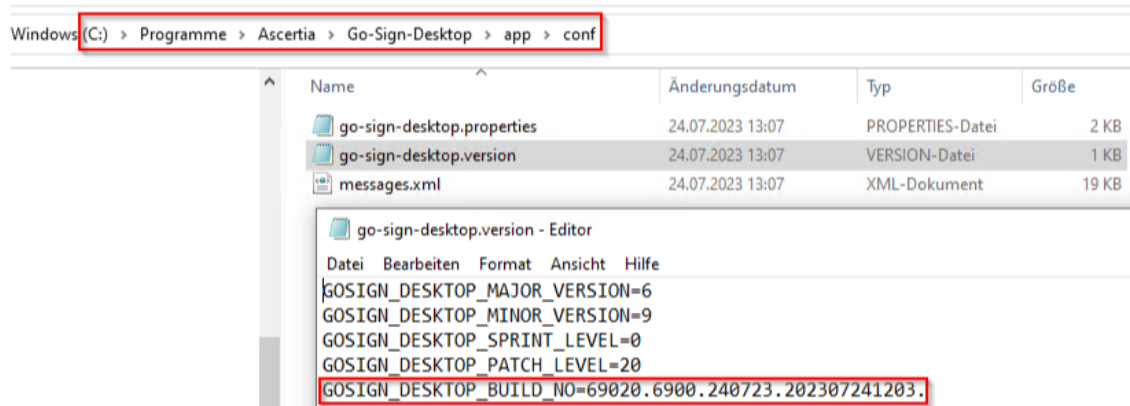 Windows (C:) > Programme > Ascertia > Go-Sign-Desktop > app > conf
Name Änderungsdatum Typ Größe
go-sign-desktop.properties 24.07.2023 13:07 PROPERTIES-Datei 2 KB
go-sign-desktop.version 24.07.2023 13:07 VERSION-Datei 1 KB
messages.xml 24.07.2023 13:07 XML-Dokument 19 KB
go-sign-desktop.version - Editor
Datei Bearbeiten Format Ansicht Hilfe
GOSIGN_DESKTOP_MAJOR_VERSION=6
GOSIGN_DESKTOP_MINOR_VERSION=9
GOSIGN_DESKTOP_SPRINT_LEVEL=0
GOSIGN_DESKTOP_PATCH_LEVEL=20
GOSIGN_DESKTOP_BUILD_NO=69020.6900.240723.202307241203.